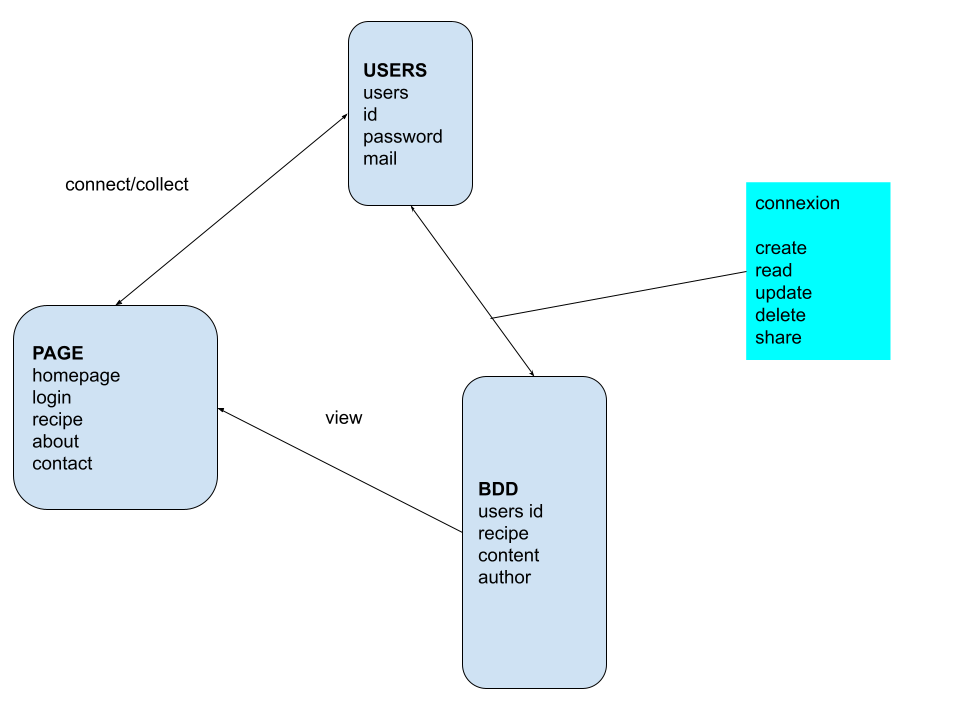 USERS
users
id
password
mail
connect/collect
connexion
create
read
update
delete
share
PAGE
homepage
login
recipe
about
contact
view
BDD
users id
recipe
content
author